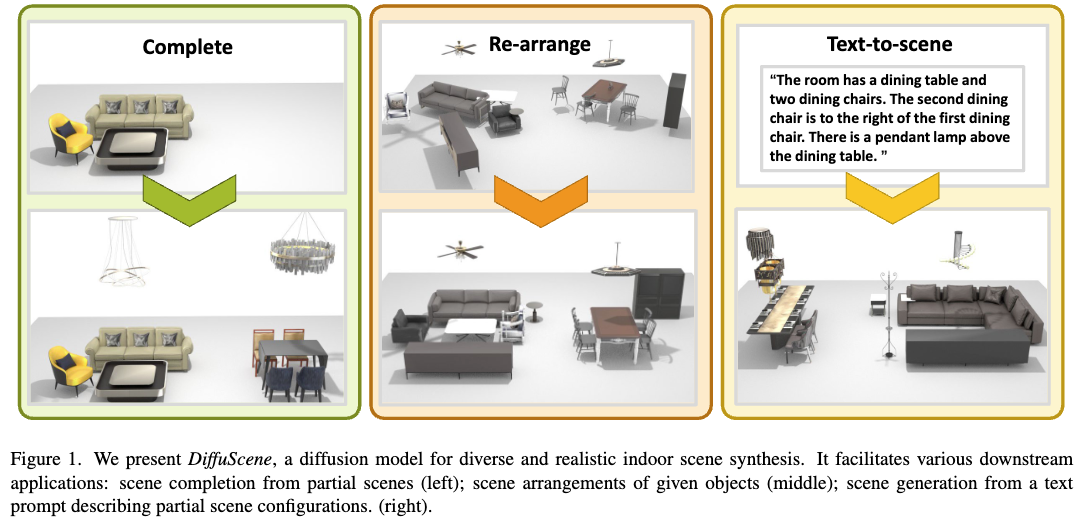 Complete
Re-arrange
Text-to-scene
“The room has a dining table and
two dining chairs. The second dining
chair is to the right of the first dining
chair. There is a pendant lamp above
the dining table. ”
Figure 1. We present DiffuScene, a diffusion model for diverse and realistic indoor scene synthesis. It facilitates various downstream
applications: scene completion from partial scenes (left); scene arrangements of given objects (middle); scene generation from a text
prompt describing partial scene configurations. (right).